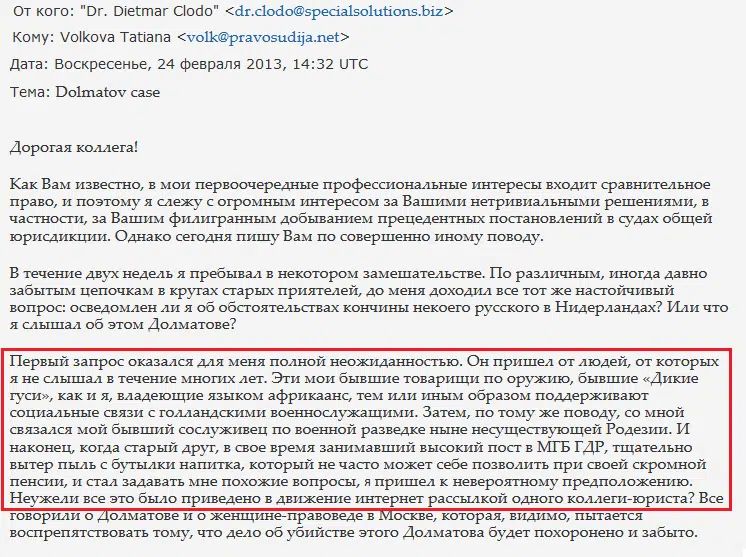 От кого: "Dr. Dietmar Clodo" <dr.clodo@specialsolutions.biz>
Кому: Volkova Tatiana <volk@pravosudija.net>
Дата: Воскресенье, 24 февраля 2013, 14:32 UTC
Тема: Dolmatov case
Дорогая коллега!
Как Вам известно, в мои первоочередные профессиональные интересы входит сравнительное
право, и поэтому я слежу с огромным интересом за Вашими нетривиальными решениями, в
частности, за Вашим филигранным добыванием прецедентных постановлений в судах общей
юрисдикции. Однако сегодня пишу Вам по совершенно иному поводу.
В течение двух недель я пребывал в некотором замешательстве. По различным, иногда давно
забытым цепочкам в кругах старых приятелей, до меня доходил все тот же настойчивый
вопрос: осведомлен ли я об обстоятельствах кончины некоего русского в Нидерландах? Или что
я слышал об этом Долматове?
Первый запрос оказался для меня полной неожиданностью. Он пришел от людей, от которых
я не слышал в течение многих лет. Эти мои бывшие товарищи по оружию, бывшие «Дикие
гуси», как и я, владеющие языком африкаанс, тем или иным образом поддерживают
социальные связи с голландскими военнослужащими. Затем, по тому же поводу, со мной
связался мой бывший сослуживец по военной разведке ныне несуществующей Родезии. И
наконец, когда старый друг, в свое время занимавший высокий пост в МГБ ГДР, тщательно
вытер пыль с бутылки напитка, который не часто может себе позволить при своей скромной
пенсии, и стал задавать мне похожие вопросы, я пришел к невероятному предположению.
Неужели все это было приведено в движение интернет рассылкой одного коллеги-юриста? Все
говорили о Долматове и о женщине-правоведе в Москве, которая, видимо, пытается
воспрепятствовать тому, что дело об убийстве этого Долматова будет похоронено и забыто.